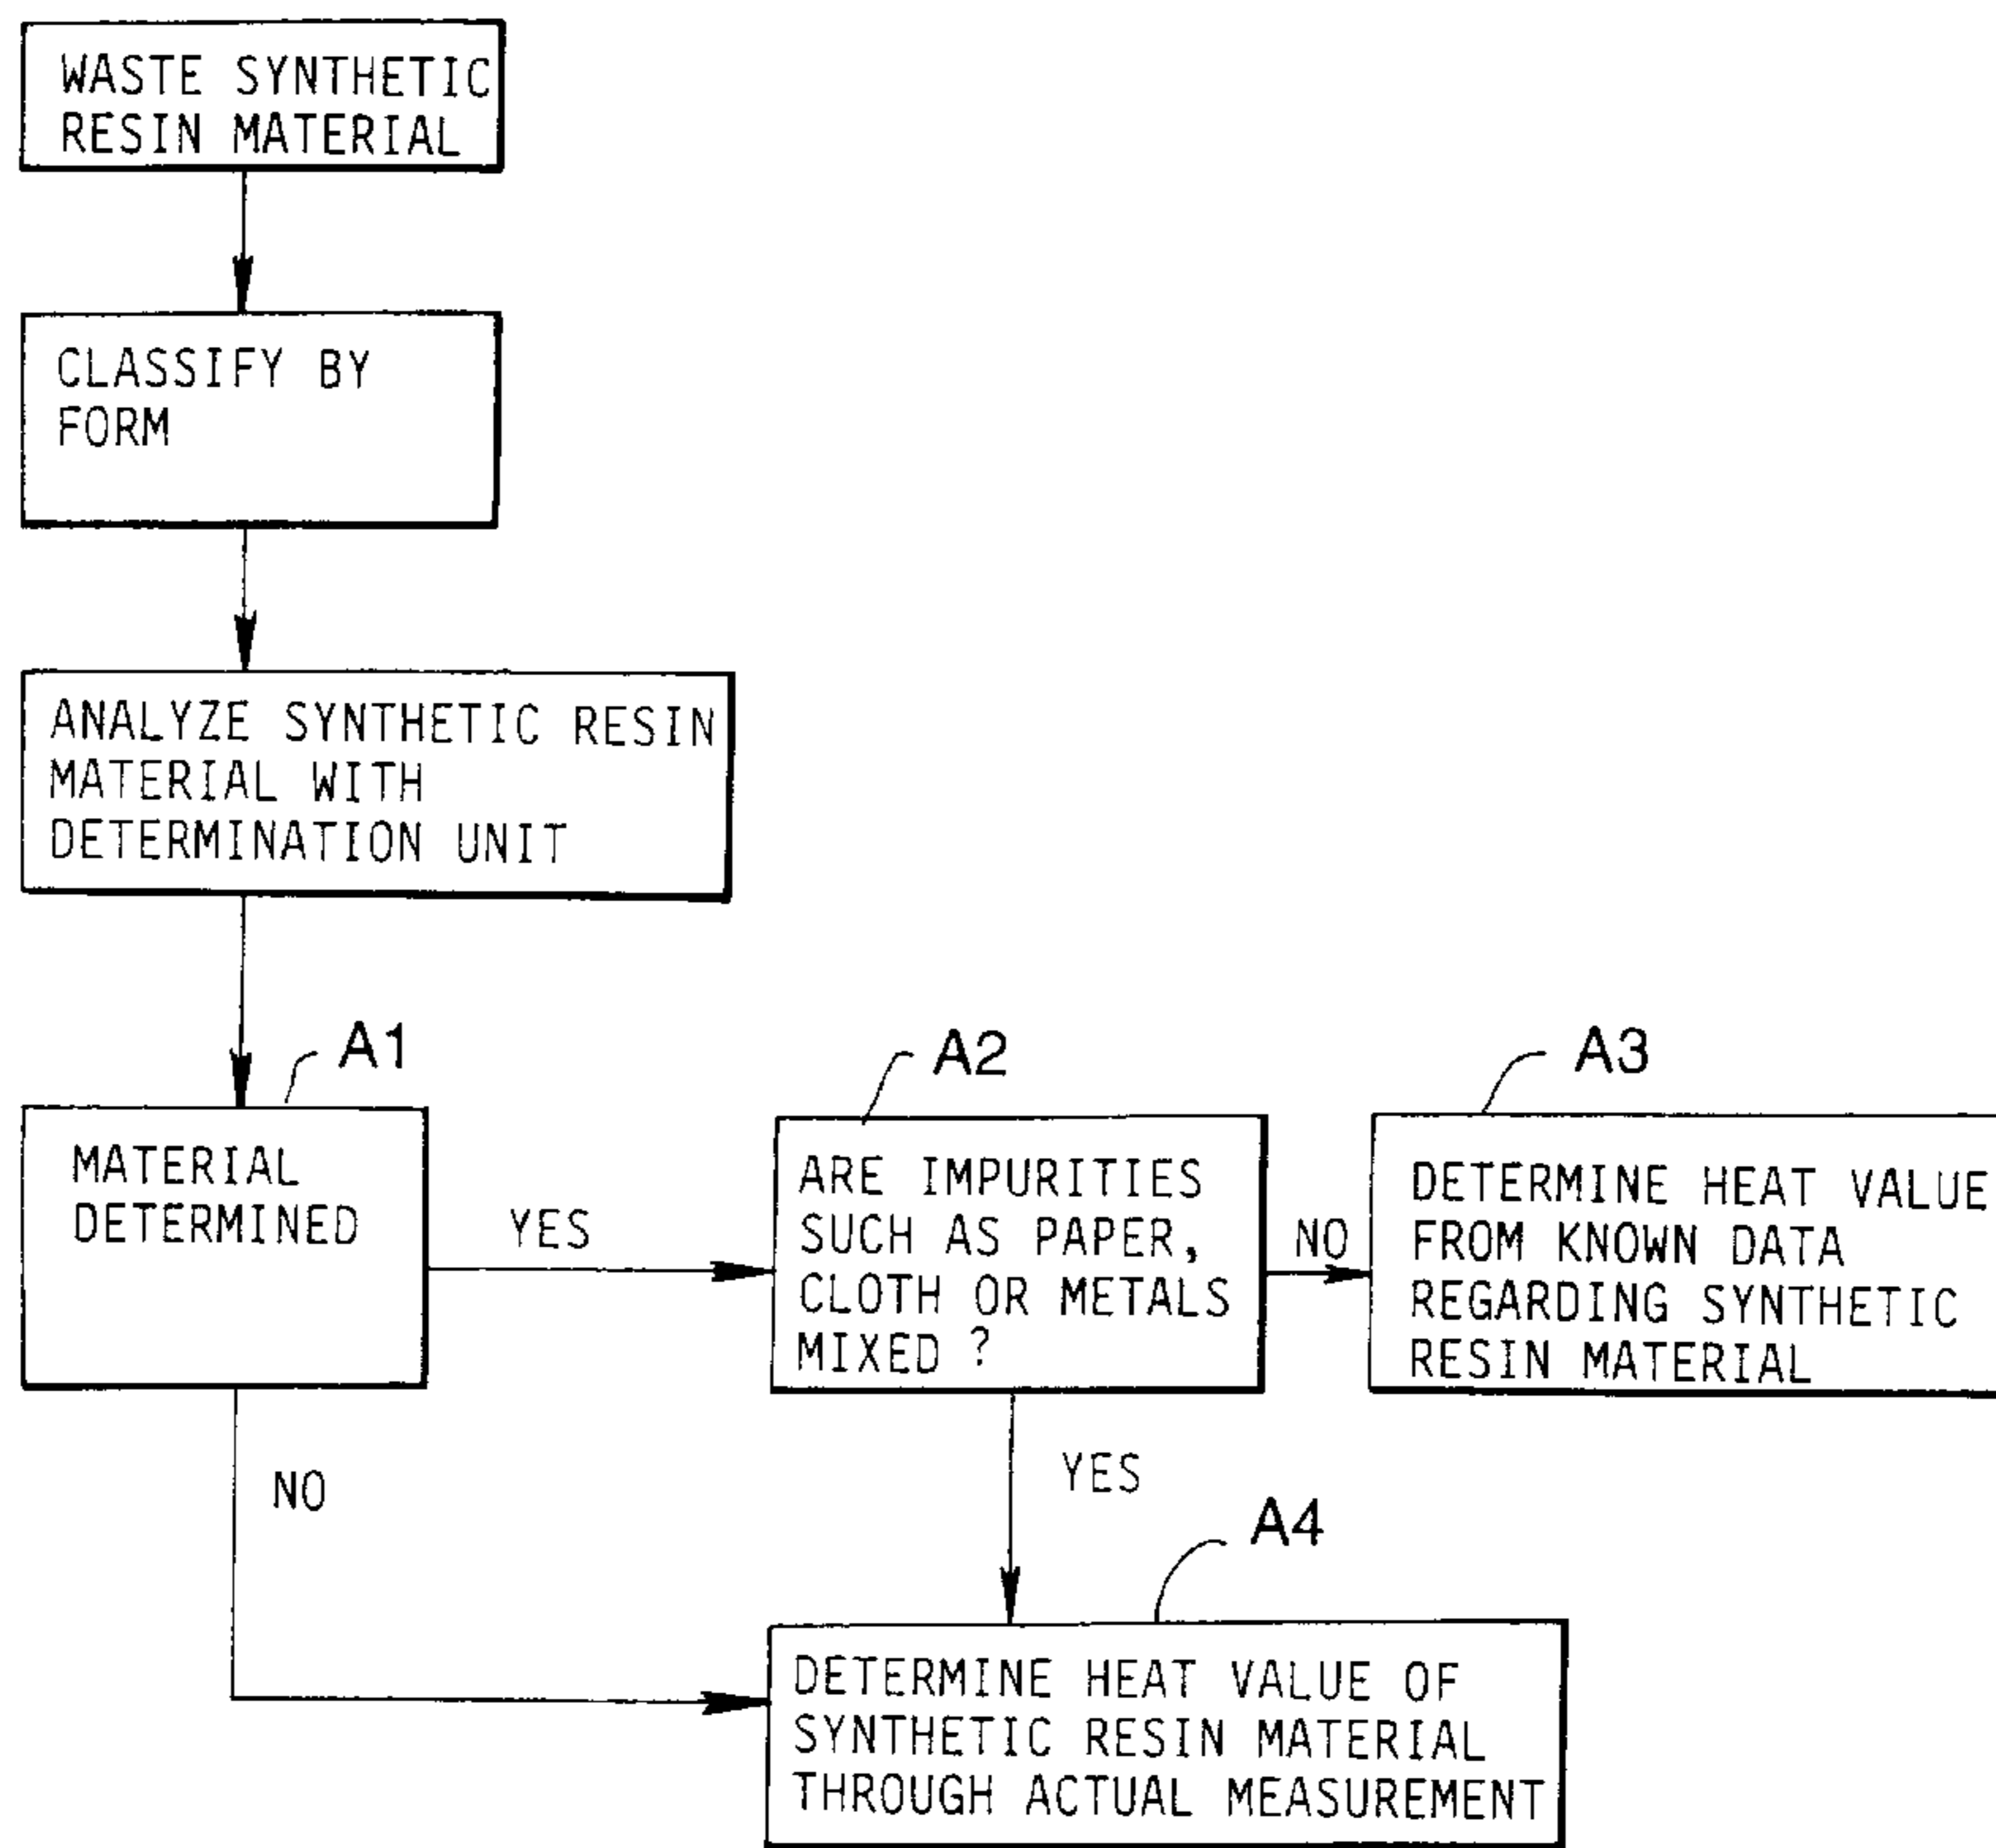 WASTE SYNTHETIC
RESIN MATERIAL
CLASSIFY BY
FORM
ANALYZE SYNTHETIC RESIN
MATERIAL WITH
DETERMINATION UNIT
A1
MATERIAL
DETERMINED
YES
NO
A2
ARE IMPURITIES
SUCH AS PAPER,
CLOTH OR METALS
MIXED ?
NO
YES
A3
DETERMINE HEAT VALUE
FROM KNOWN DATA
REGARDING SYNTHETIC
RESIN MATERIAL
A4
DETERMINE HEAT VALUE OF
SYNTHETIC RESIN MATERIAL
THROUGH ACTUAL MEASUREMENT